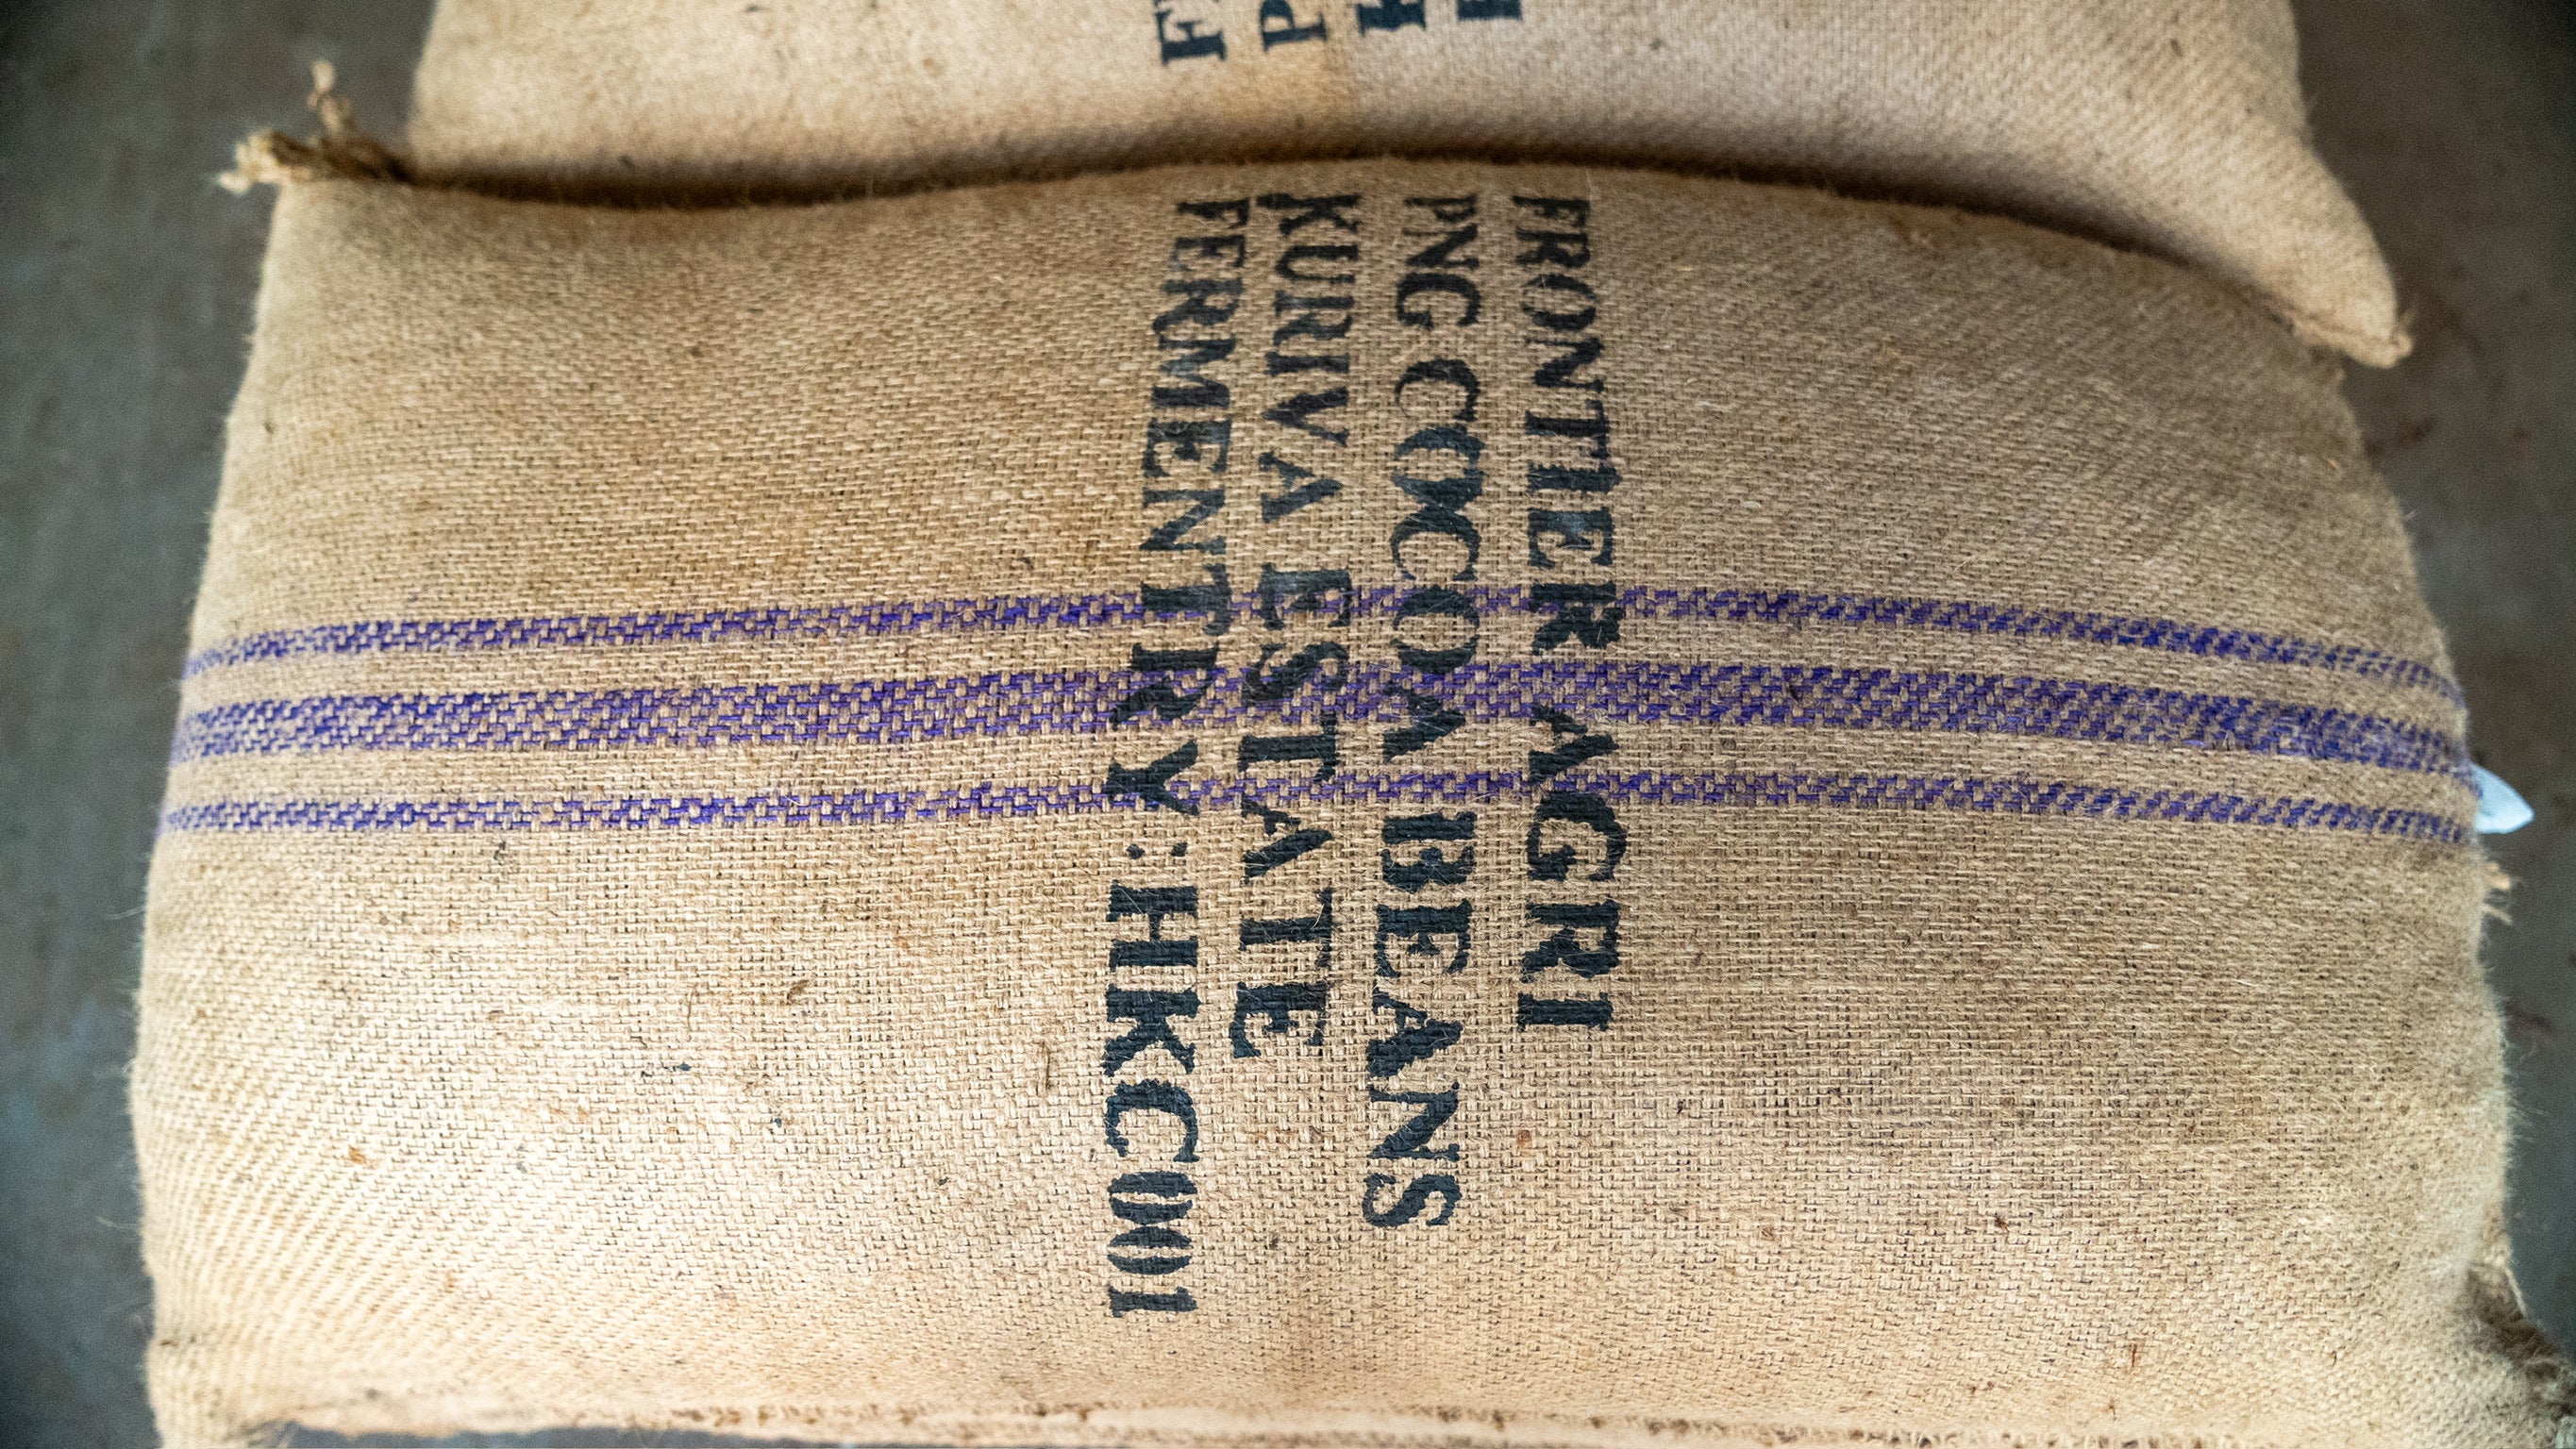 FRONTIER AGRI
PNG COCOA BEANS
KURIVA ESTATE
FERMENTRY: HKC001